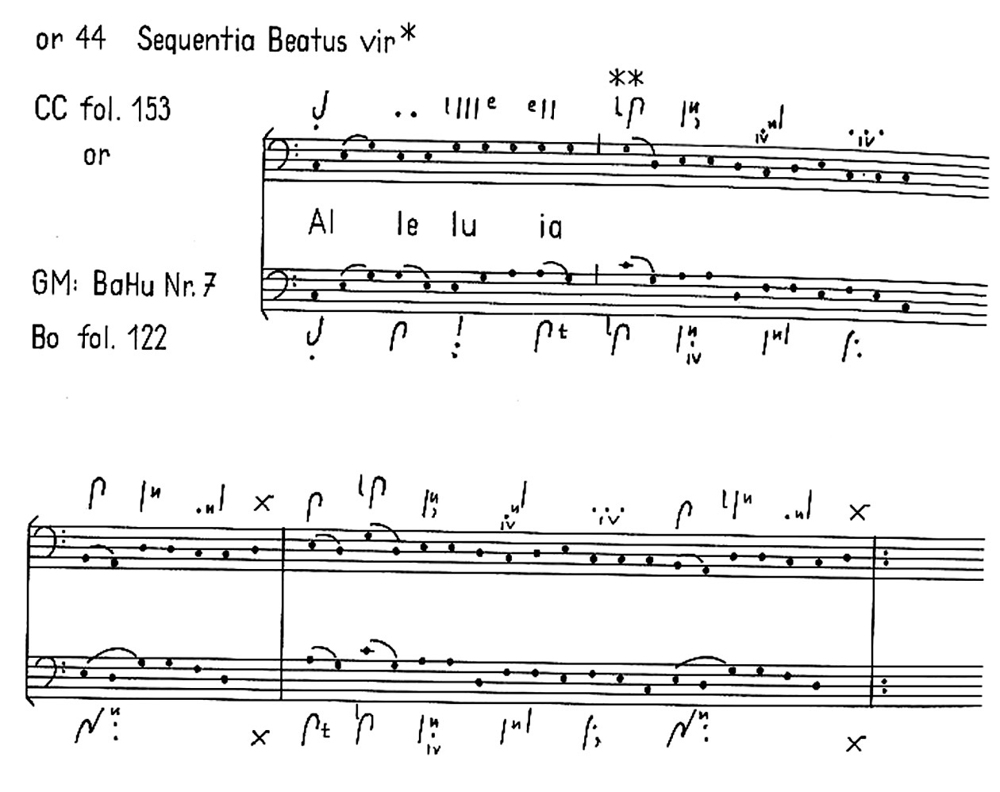 or 44 Sequentia Beatus vir*
**
CC fol. 153
or
Al le lu ia
GM: BaHu Nr. 7
Bo fol. 122